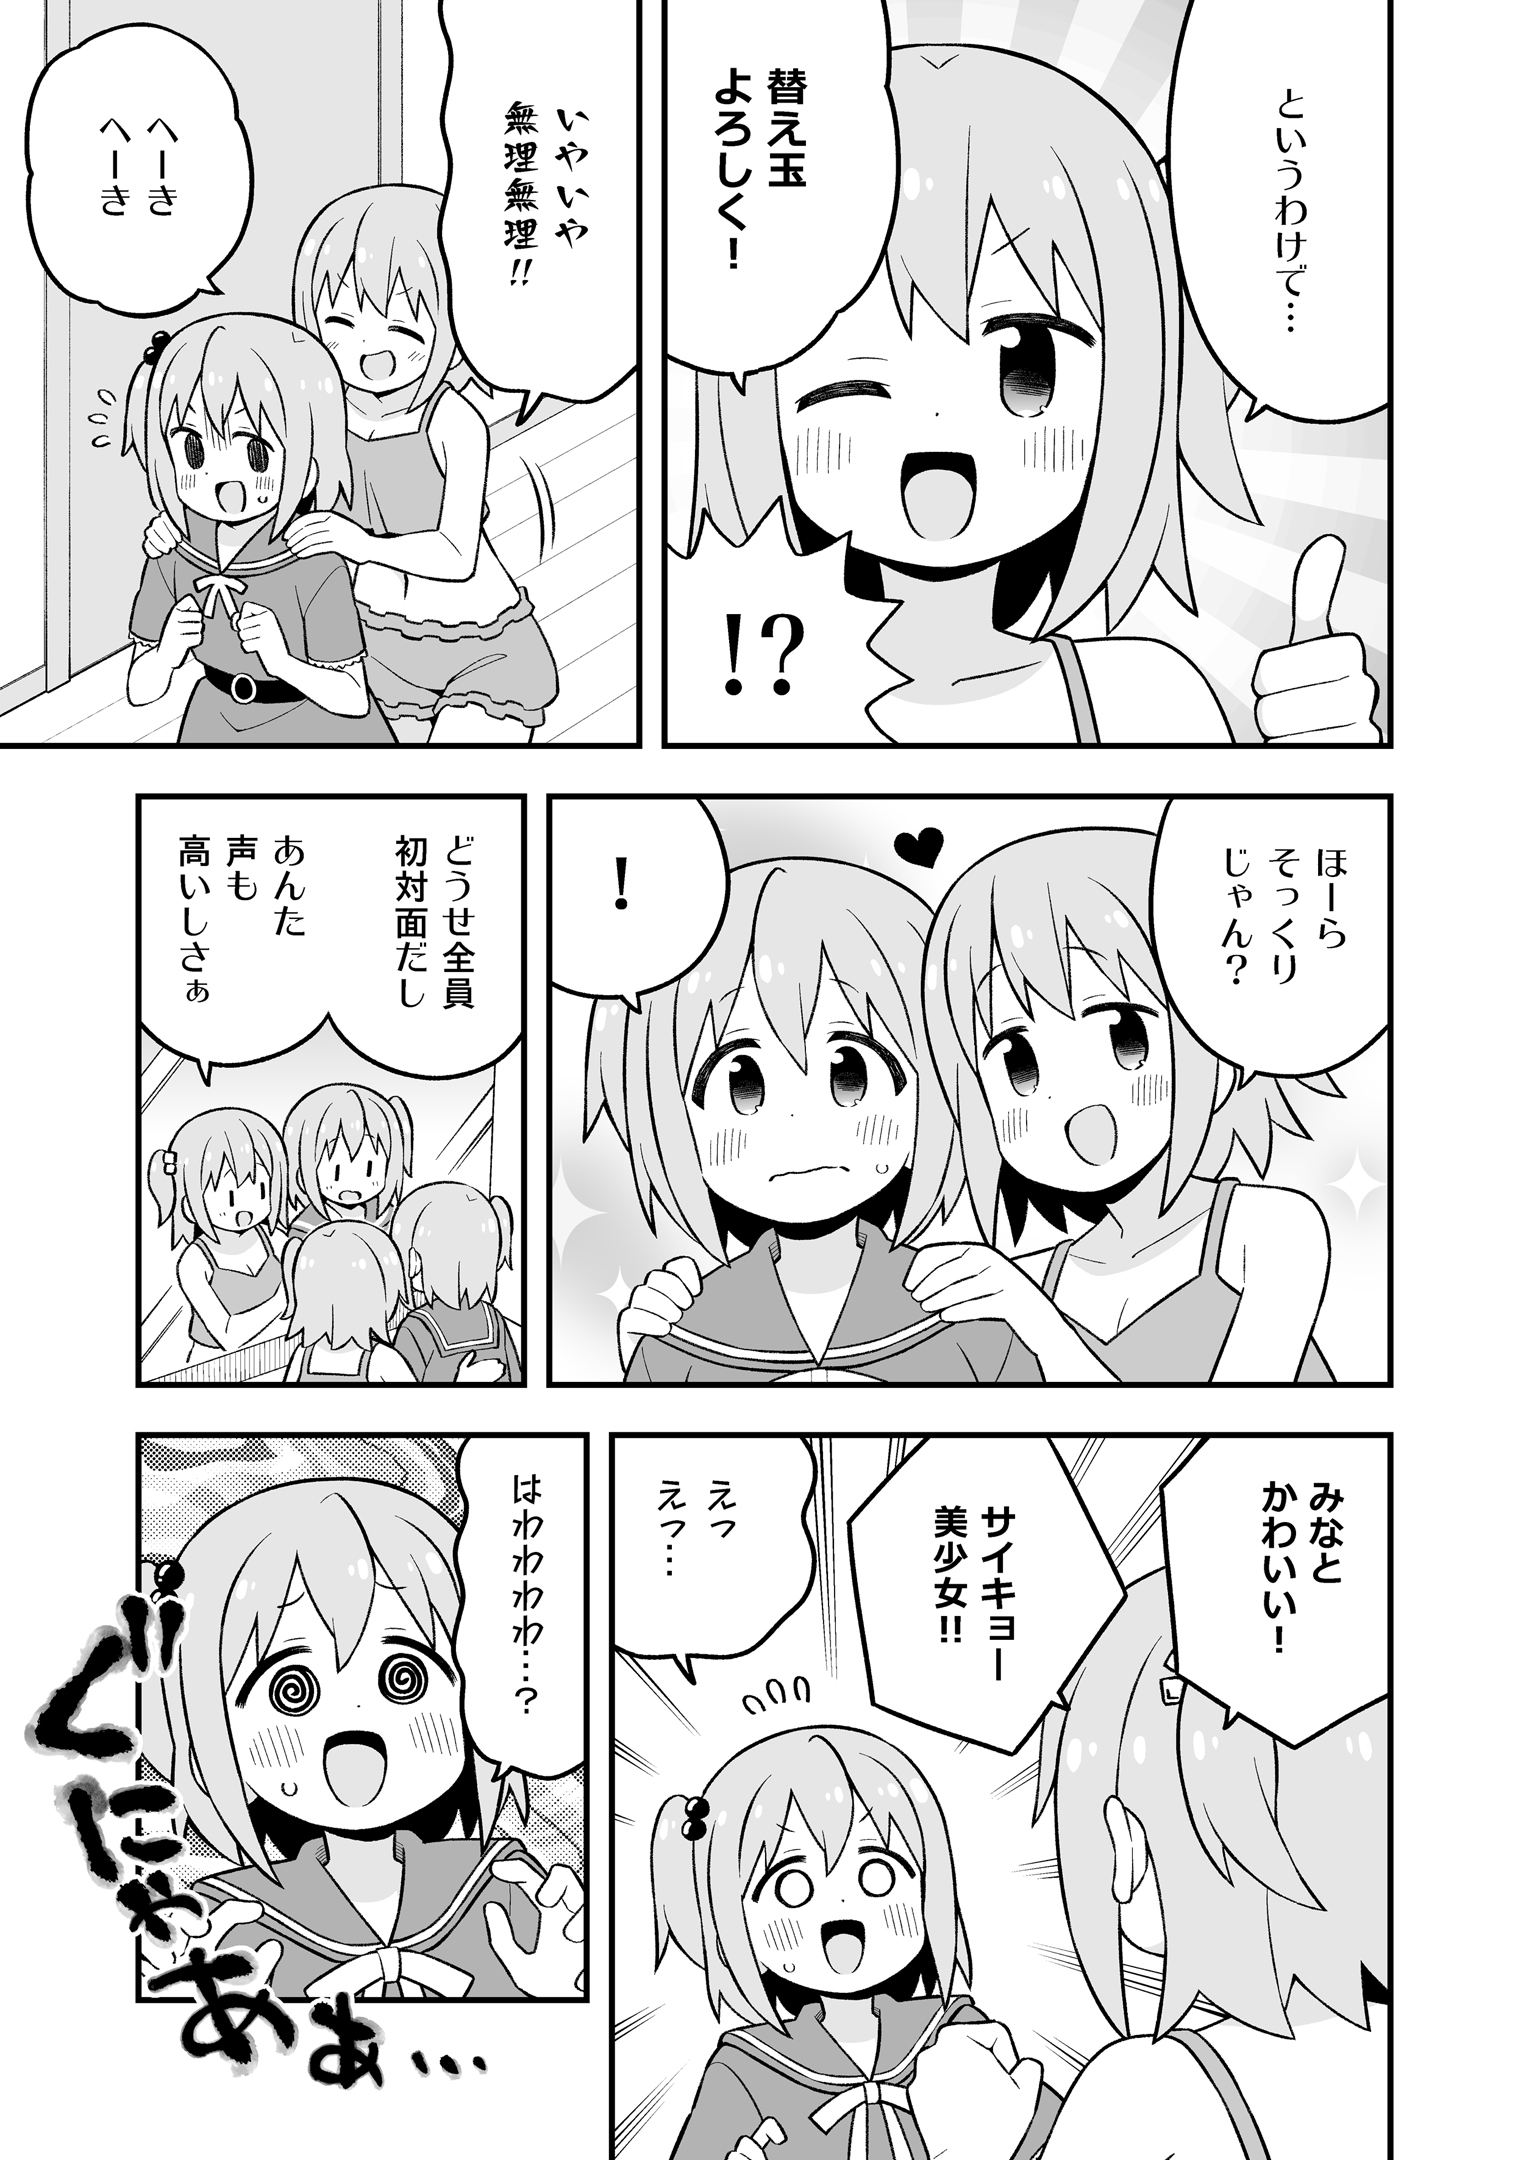 というわけで…
替え玉
よろしく!
!?
いやいや
無理無理!!
へーき
へーき
ほーら
そっくり
じゃん?
!
どうせ全員
初対面だし
あんた
声も
高いしさぁ
みなと
かわいい!
サイキョー
美少女!!
えっ
えっ…
はわわわわ…?
ぐにゃあぁ…